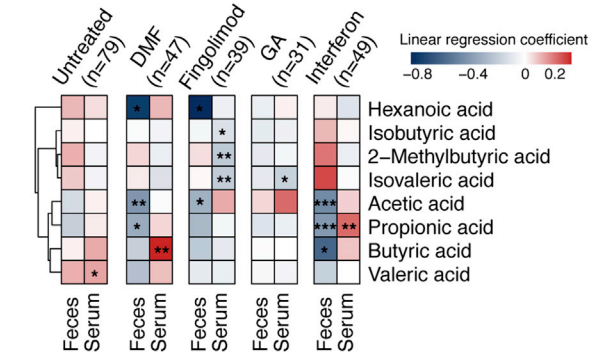 Untreated (n=79)
DMF (n=47)
Fingolimod (n=39)
GA (n=31)
Interferon (n=49)
Linear regression coefficient
−0.8 −0.4 0 0.2
* * Hexanoic acid
* Isobutyric acid
** 2−Methylbutyric acid
** * Isovaleric acid
** * *** Acetic acid
* *** ** Propionic acid
** * Butyric acid
* Valeric acid
Feces Serum Feces Serum Feces Serum Feces Serum Feces Serum